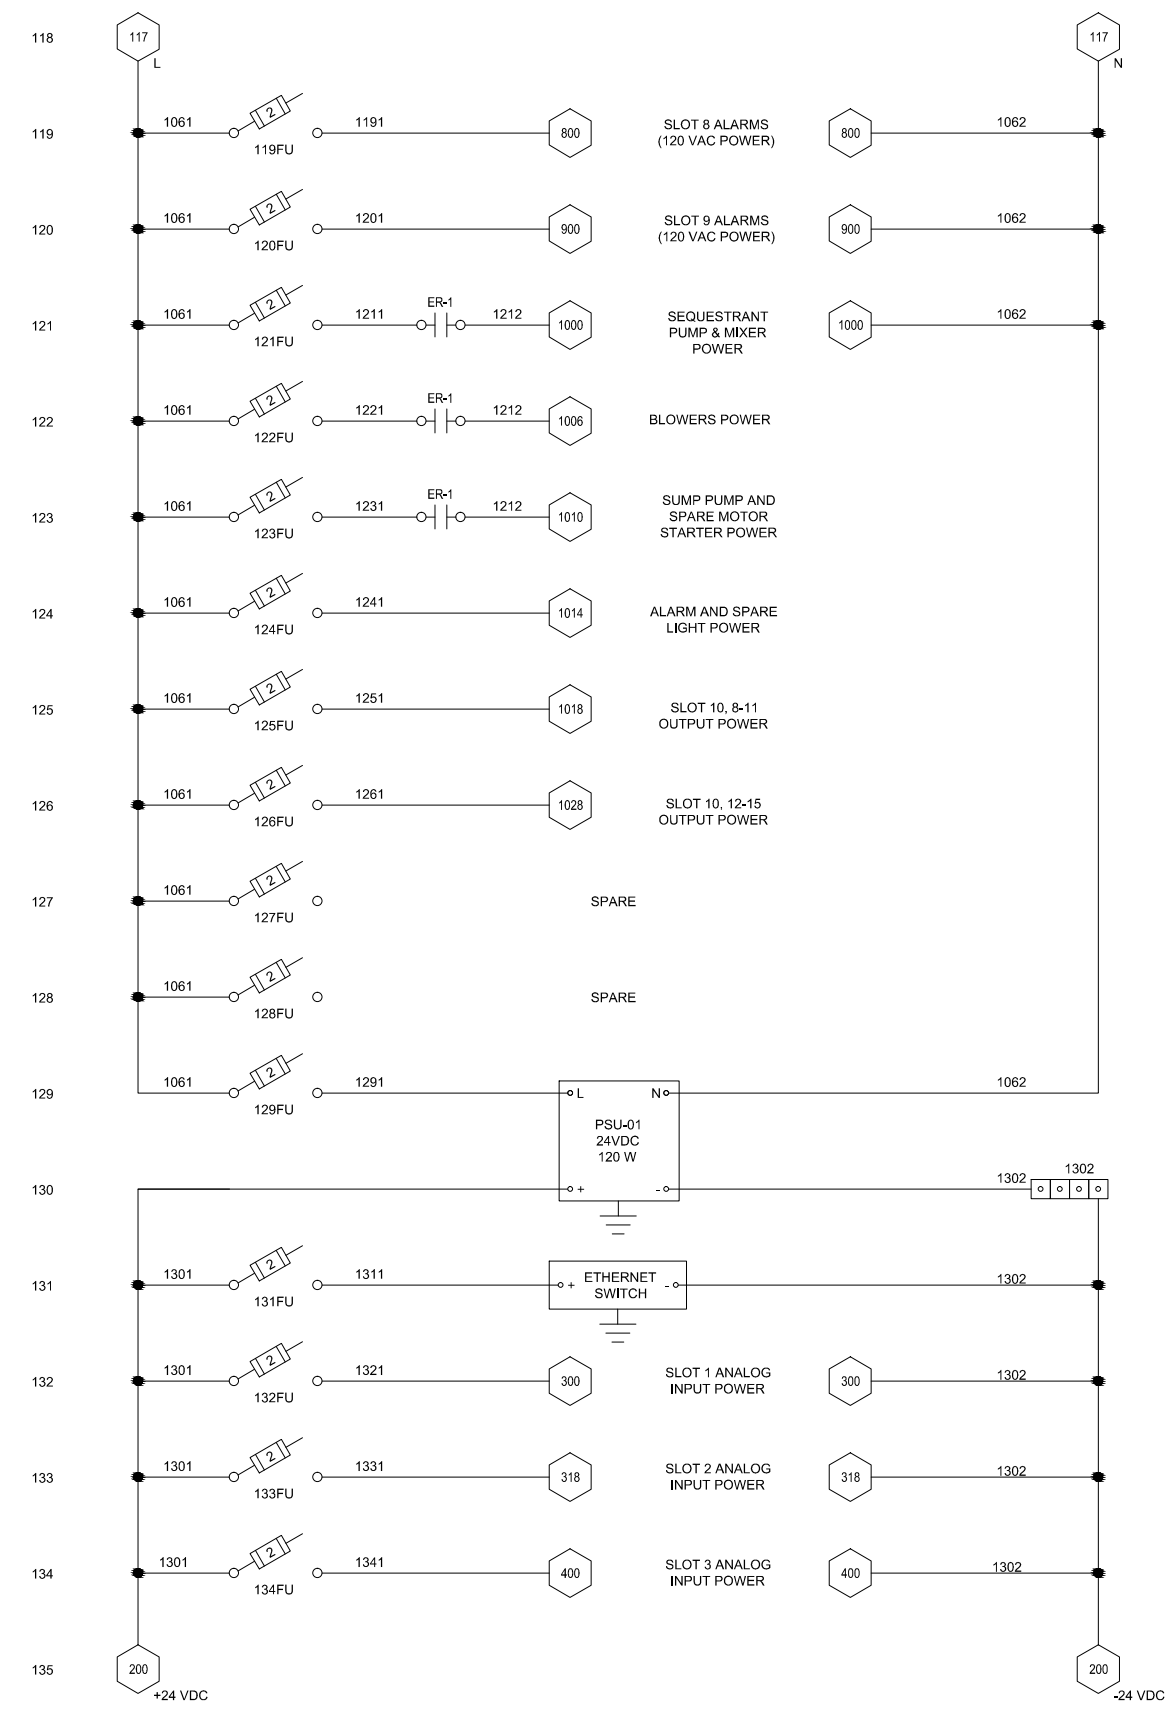 118
117
L
117
N
119
1061
2
119FU
1191
800
SLOT 8 ALARMS
(120 VAC POWER)
800
1062
120
1061
2
120FU
1201
900
SLOT 9 ALARMS
(120 VAC POWER)
900
1062
121
1061
2
121FU
1211
ER-1
1212
1000
SEQUESTRANT
PUMP & MIXER
POWER
1000
1062
122
1061
2
122FU
1221
ER-1
1212
1006
BLOWERS POWER
123
1061
2
123FU
1231
ER-1
1212
1010
SUMP PUMP AND
SPARE MOTOR
STARTER POWER
124
1061
2
124FU
1241
1014
ALARM AND SPARE
LIGHT POWER
125
1061
2
125FU
1251
1018
SLOT 10, 8-11
OUTPUT POWER
126
1061
2
126FU
1261
1028
SLOT 10, 12-15
OUTPUT POWER
127
1061
2
127FU
SPARE
128
1061
2
128FU
SPARE
129
1061
2
129FU
1291
L
N
PSU-01
24VDC
120 W
1062
130
+
-
1302
1302
131
1301
2
131FU
1311
+
ETHERNET
SWITCH
-
1302
132
1301
2
132FU
1321
300
SLOT 1 ANALOG
INPUT POWER
300
1302
133
1301
2
133FU
1331
318
SLOT 2 ANALOG
INPUT POWER
318
1302
134
1301
2
134FU
1341
400
SLOT 3 ANALOG
INPUT POWER
400
1302
135
200
+24 VDC
200
-24 VDC